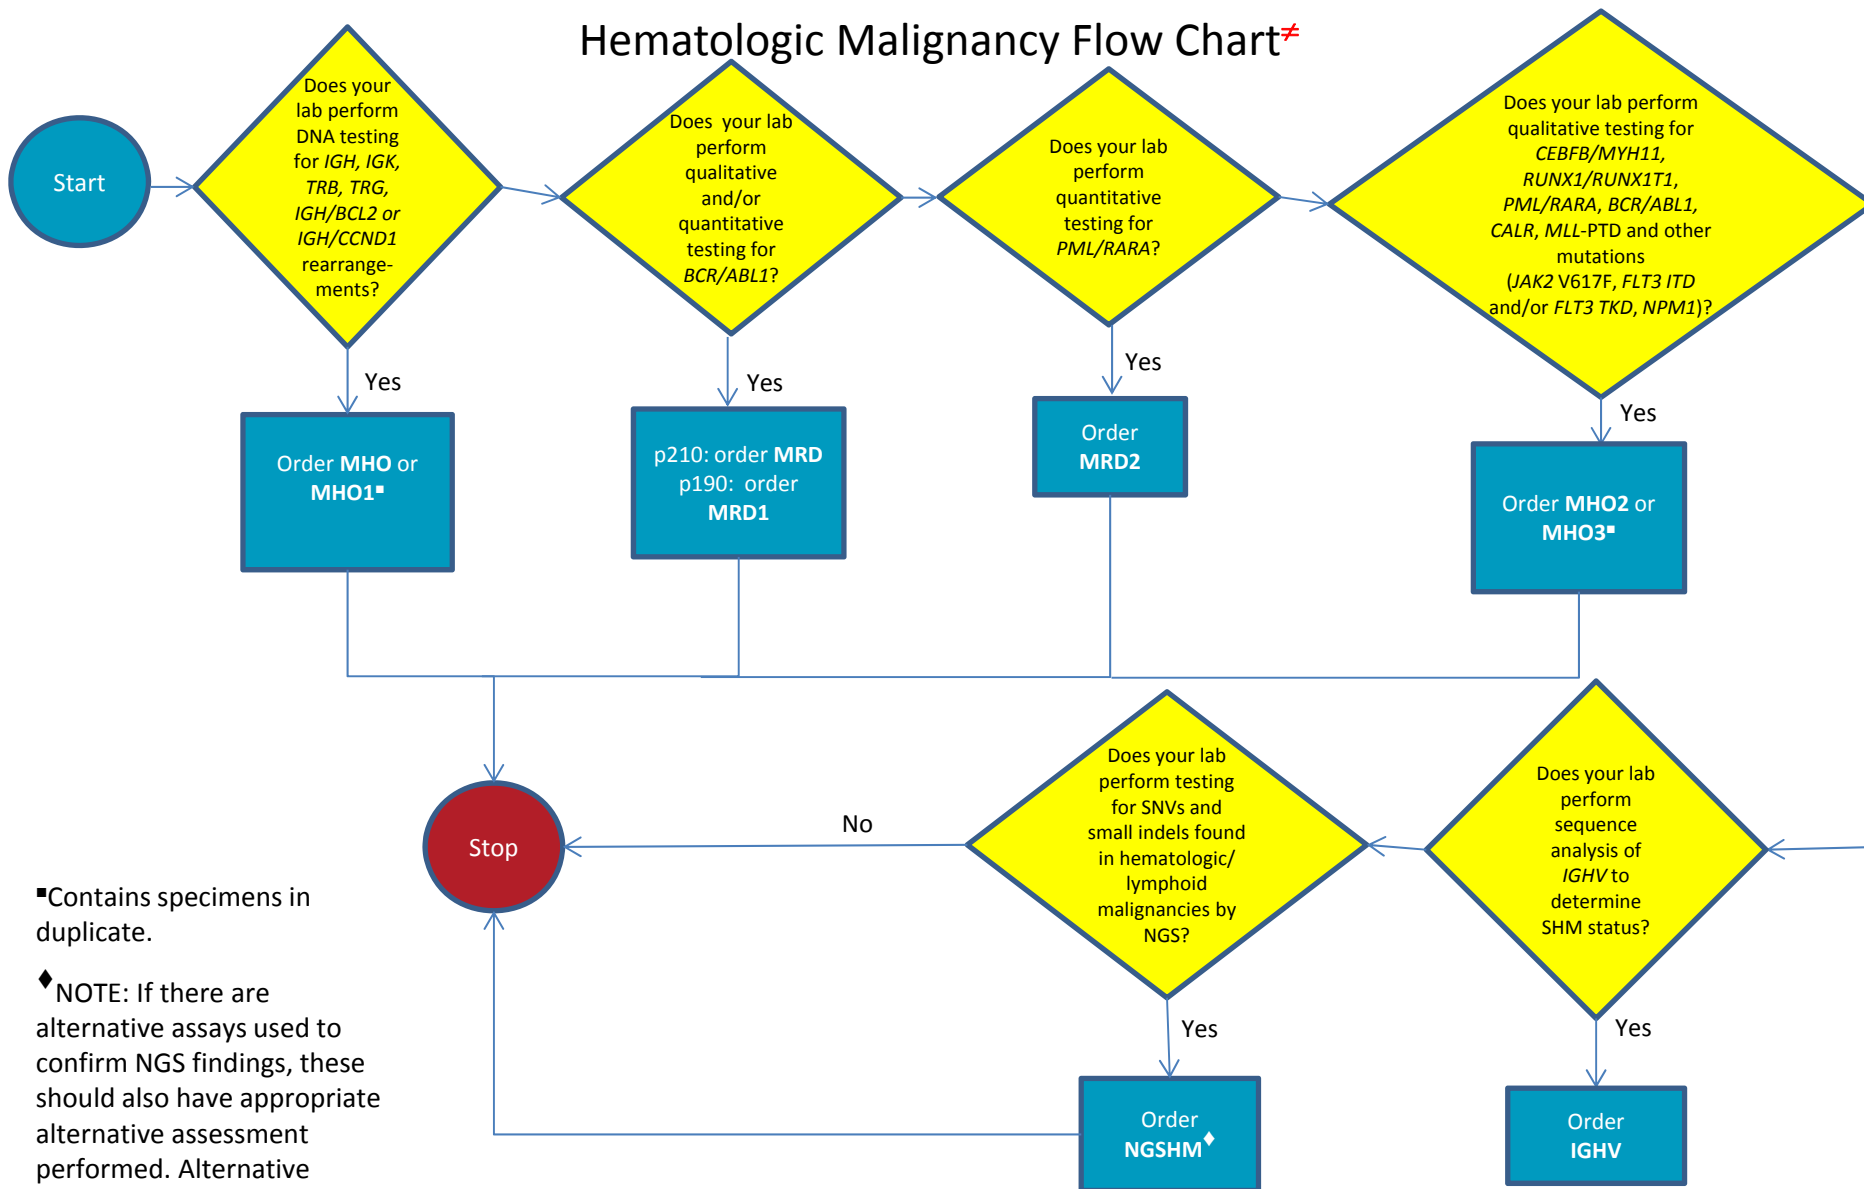 Hematologic Malignancy Flow Chart≠
Start
Does your
lab perform
DNA testing
for IGH, IGK,
TRB, TRG,
IGH/BCL2 or
IGH/CCND1
rearrange-
ments?
Does  your lab
perform
qualitative
and/or
quantitative
testing for
BCR/ABL1?
Does your lab
perform
quantitative
testing for
PML/RARA?
Does your lab perform
qualitative testing for
CEBFB/MYH11,
RUNX1/RUNX1T1,
PML/RARA, BCR/ABL1,
CALR, MLL-PTD and other
mutations
(JAK2 V617F, FLT3 ITD
and/or FLT3 TKD, NPM1)?
Yes
Yes
Yes
Yes
Order MHO or
MHO1■
p210: order MRD
p190:  order
MRD1
Order
MRD2
Order MHO2 or
MHO3■
Does your lab
perform
sequence
analysis of
IGHV to
determine
SHM status?
Does your lab
perform testing
for SNVs and
small indels found
in hematologic/
lymphoid
malignancies by
NGS?
No
Stop
Yes
Yes
Order
IGHV
Order
NGSHM♦
■Contains specimens in
duplicate.
♦NOTE: If there are
alternative assays used to
confirm NGS findings, these
should also have appropriate
alternative assessment
performed. Alternative